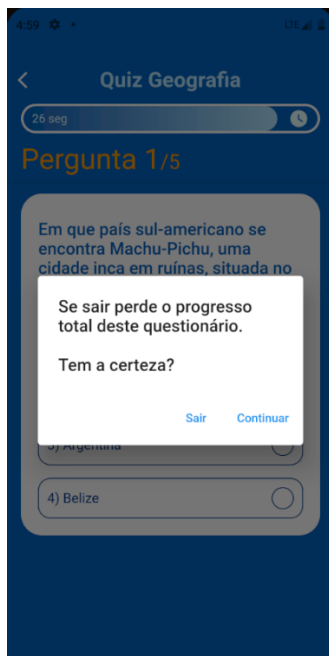 4:59
LTE
Quiz Geografia
26 seg
Pergunta 1/5
Em que país sul-americano se
encontra Machu-Pichu, uma
cidade inca em ruínas, situada no
Se sair perde o progresso
total deste questionário.
Tem a certeza?
Sair Continuar
3) Argentina
4) Belize